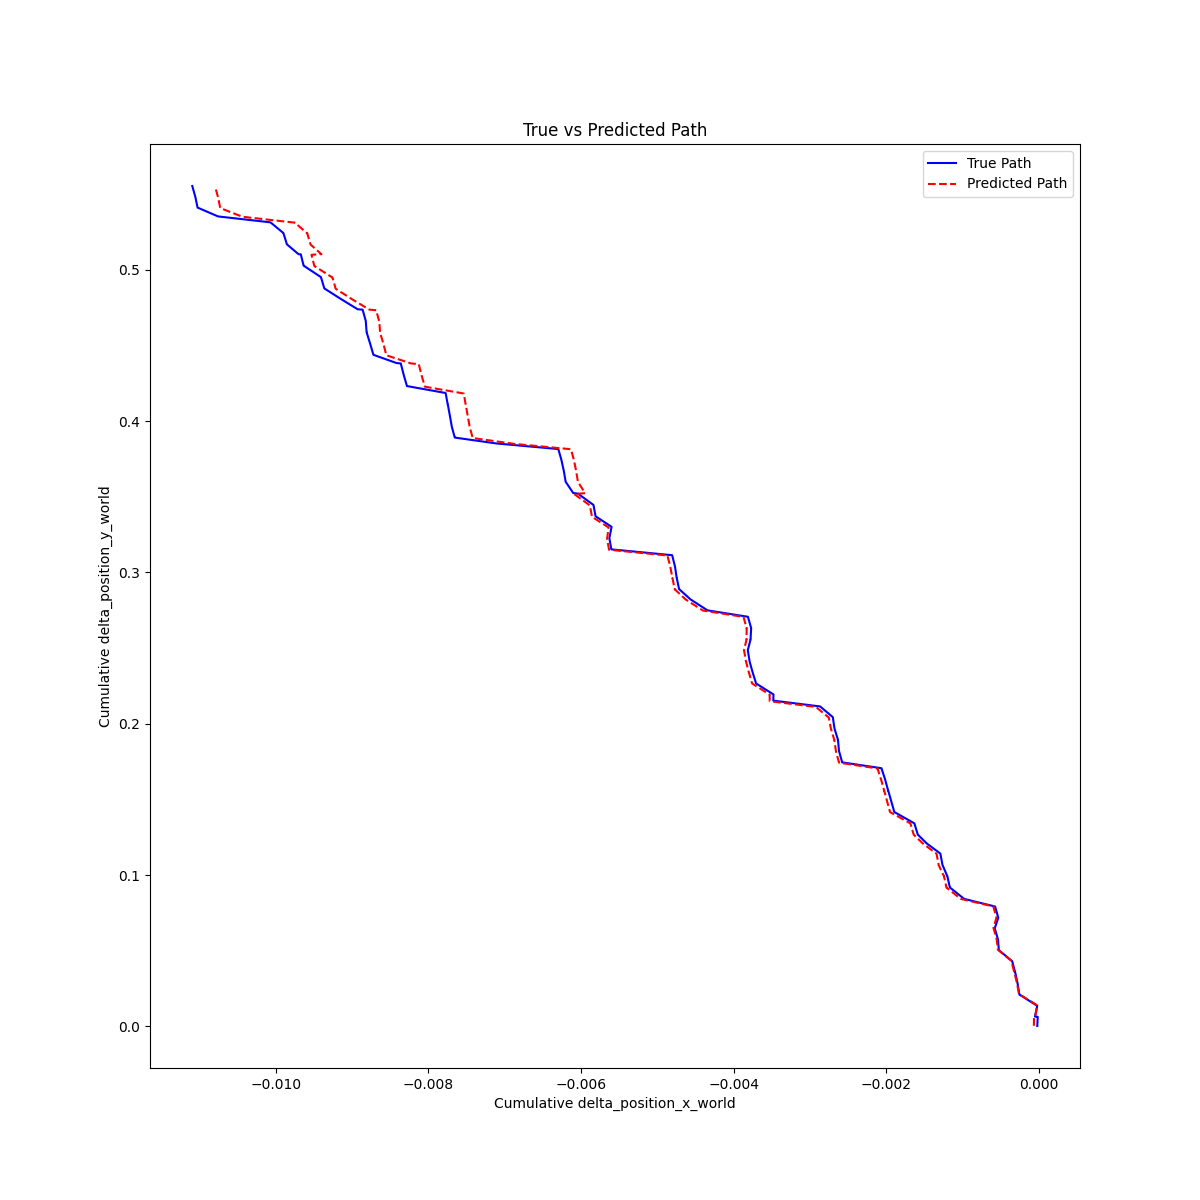 True vs Predicted Path
True Path
Predicted Path
Cumulative delta_position_y_world
0.5
0.4
0.3
0.2
0.1
0.0
−0.010 −0.008 −0.006 −0.004 −0.002 0.000
Cumulative delta_position_x_world